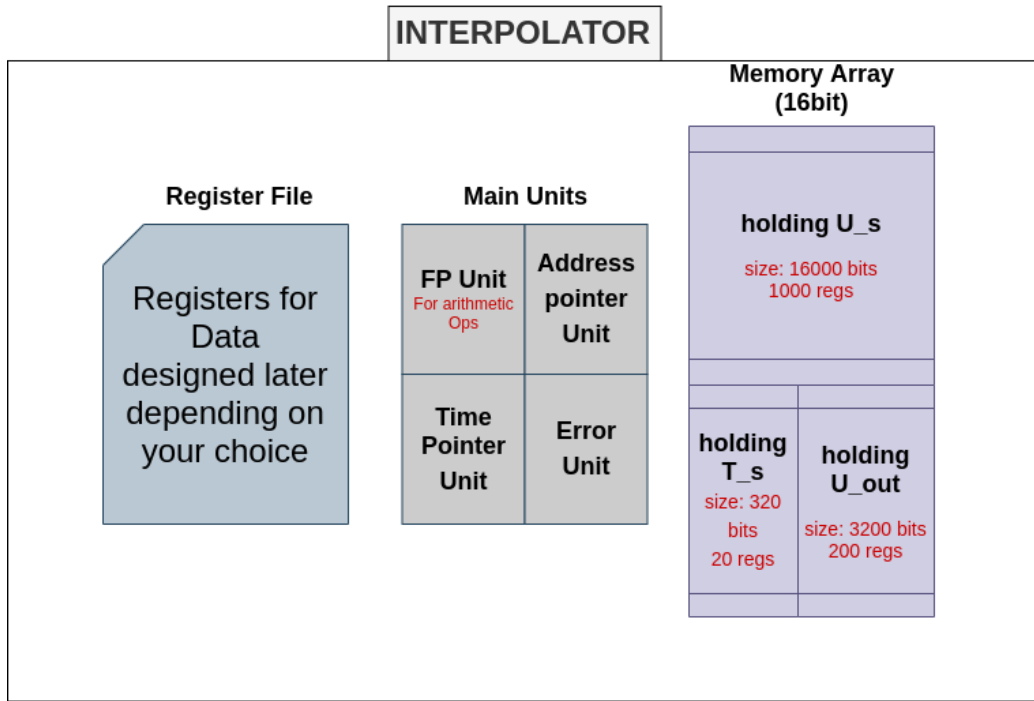 INTERPOLATOR
Register File
Registers for
Data
designed later
depending on
your choice
Main Units
FP Unit
For arithmetic
Ops
Address
pointer
Unit
Time
Pointer
Unit
Error
Unit
Memory Array
(16bit)
holding U_s
size: 16000 bits
1000 regs
holding
T_s
size: 320
bits
20 regs
holding
U_out
size: 3200 bits
200 regs